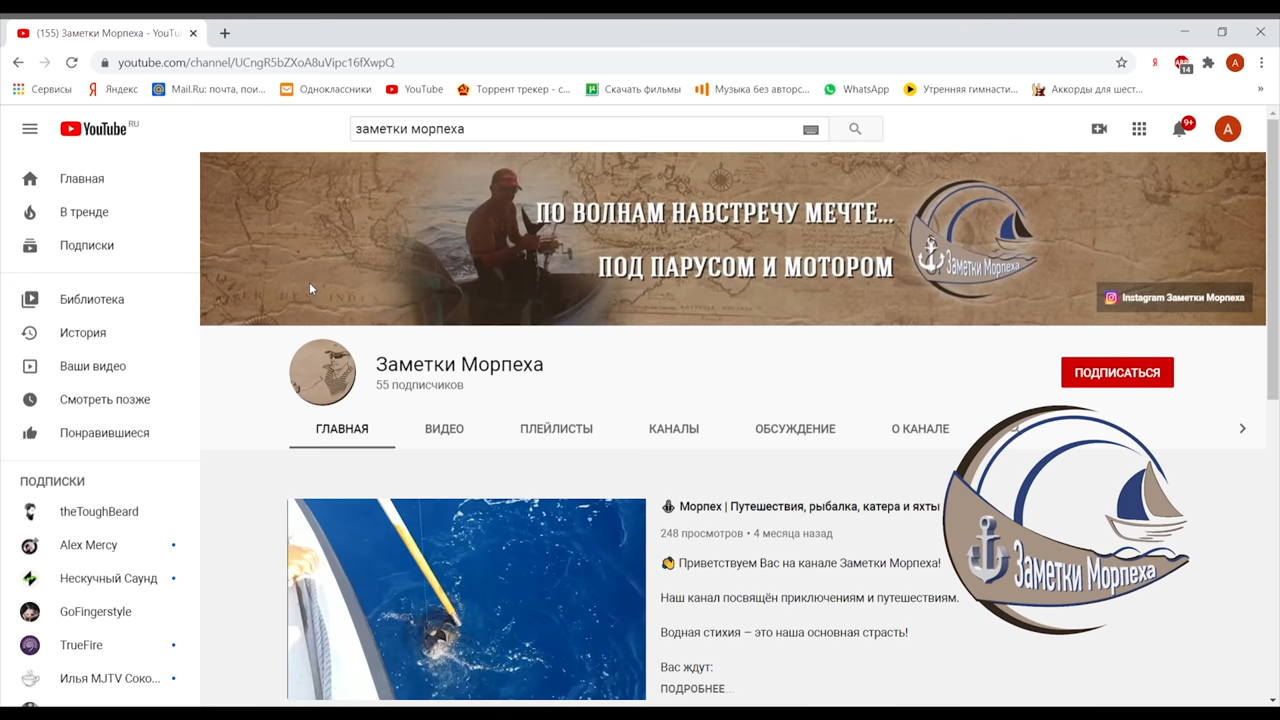 (155) Заметки Морпеха - YouTu
youtube.com/channel/UCngR5bZXoA8uVipc16fXwpQ
Я
ABP
14
A
Сервисы
Яндекс
Mail.Ru: почта, пои...
Одноклассники
YouTube
Торрент трекер - с...
Скачать фильмы
Музыка без авторс...
WhatsApp
Утренняя гимнасти...
Аккорды для шест...
»
YouTube RU
заметки морпеха
9+
A
Главная
В тренде
Подписки
Библиотека
История
Ваши видео
Смотреть позже
Понравившиеся
ПОДПИСКИ
theToughBeard
Alex Mercy
Нескучный Саунд
GoFingerstyle
TrueFire
Илья MJTV Соко...
ПО ВОЛНАМ НАВСТРЕЧУ МЕЧТЕ...
ПОД ПАРУСОМ И МОТОРОМ
Заметки Морпеха
Instagram Заметки Морпеха
Заметки Морпеха
55 подписчиков
ПОДПИСАТЬСЯ
ГЛАВНАЯ
ВИДЕО
ПЛЕЙЛИСТЫ
КАНАЛЫ
ОБСУЖДЕНИЕ
О КАНАЛЕ
Морпех | Путешествия, рыбалка, катера и яхты
248 просмотров • 4 месяца назад
Приветствуем Вас на канале Заметки Морпеха!
Наш канал посвящён приключениям и путешествиям.
Водная стихия – это наша основная страсть!
Вас ждут:
ПОДРОБНЕЕ...
Заметки Морпеха